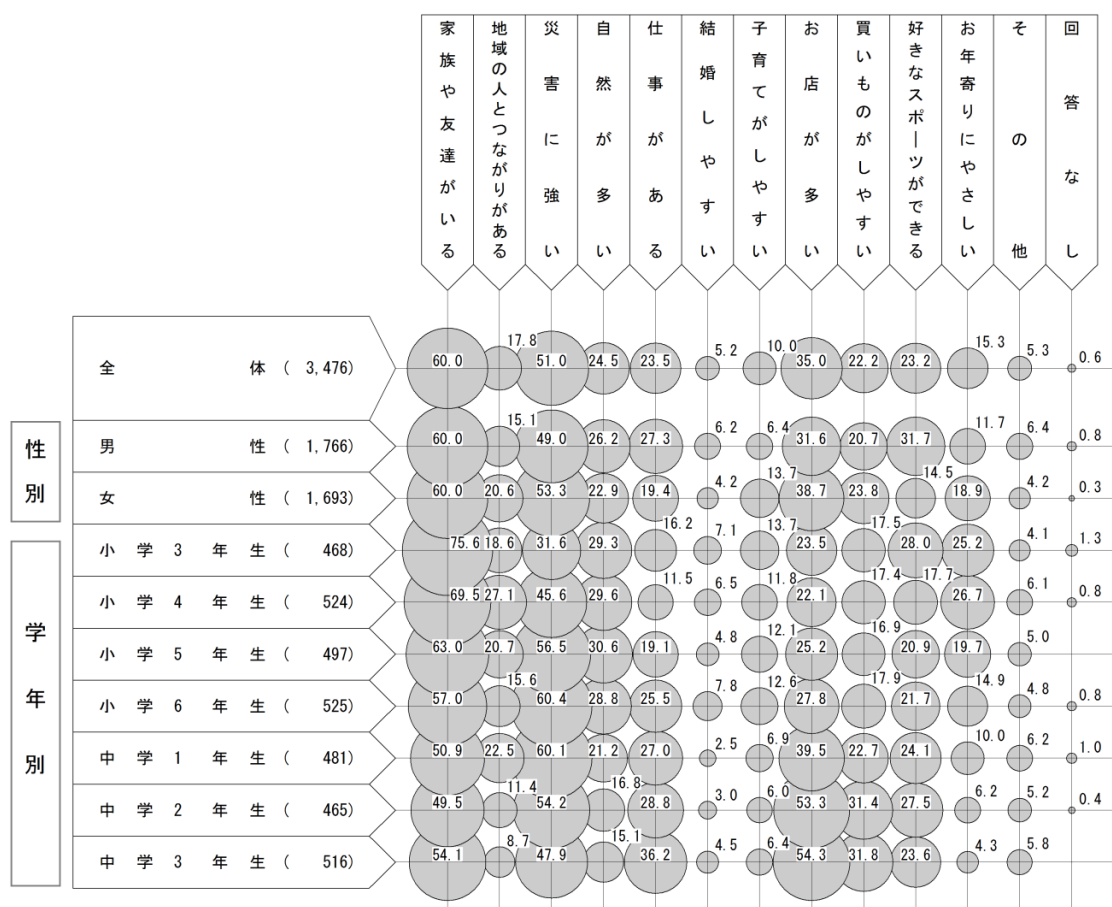 家族や友達がいる
地域の人とつながりがある
災害に強い
自然が多い
仕事がある
結婚しやすい
子育てがしやすい
お店が多い
買いものがしやすい
好きなスポーツができる
お年寄りにやさしい
その他
回答なし
全体 ( 3,476) 60.0 17.8 51.0 24.5 23.5 5.2 10.0 35.0 22.2 23.2 15.3 5.3 0.6
性別
男性 ( 1,766) 60.0 15.1 49.0 26.2 27.3 6.2 6.4 31.6 20.7 31.7 11.7 6.4 0.8
女性 ( 1,693) 60.0 20.6 53.3 22.9 19.4 4.2 13.7 38.7 23.8 14.5 18.9 4.2 0.3
学年別
小学3年生 ( 468) 75.6 18.6 31.6 29.3 16.2 7.1 13.7 23.5 17.5 28.0 25.2 4.1 1.3
小学4年生 ( 524) 69.5 27.1 45.6 29.6 11.5 6.5 11.8 22.1 17.4 17.7 26.7 6.1 0.8
小学5年生 ( 497) 63.0 20.7 56.5 30.6 19.1 4.8 12.1 25.2 16.9 20.9 19.7 5.0
小学6年生 ( 525) 57.0 15.6 60.4 28.8 25.5 7.8 12.6 27.8 17.9 21.7 14.9 4.8 0.8
中学1年生 ( 481) 50.9 22.5 60.1 21.2 27.0 2.5 6.9 39.5 22.7 24.1 10.0 6.2 1.0
中学2年生 ( 465) 49.5 11.4 54.2 16.8 28.8 3.0 6.0 53.3 31.4 27.5 6.2 5.2 0.4
中学3年生 ( 516) 54.1 8.7 47.9 15.1 36.2 4.5 6.4 54.3 31.8 23.6 4.3 5.8